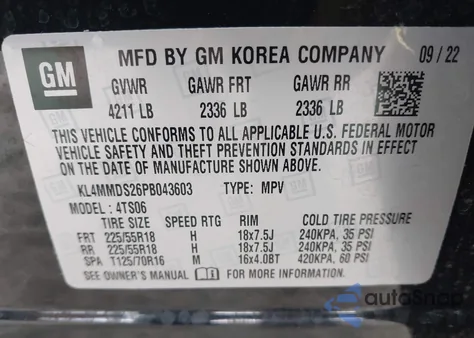 GM
MFD BY GM KOREA COMPANY 09/22
GVWR GAWR FRT GAWR RR
4211 LB 2336 LB 2336 LB
THIS VEHICLE CONFORMS TO ALL APPLICABLE U.S. FEDERAL MOTOR
VEHICLE SAFETY AND THEFT PREVENTION STANDARDS IN EFFECT ON
THE DATE OF MANUFACTURE SHOWN ABOVE.
KL4MMDS26PB043603 TYPE: MPV
MODEL: 4TS06
TIRE SIZE SPEED RTG RIM COLD TIRE PRESSURE
FRT 225/55R18 H 18x7.5J 240KPA, 35 PSI
RR 225/55R18 H 18x7.5J 240KPA, 35 PSI
SPA T125/70R16 M 16x4.0BT 420KPA, 60 PSI
SEE OWNER'S MANUAL FOR MORE INFORMATION.
autoSnap